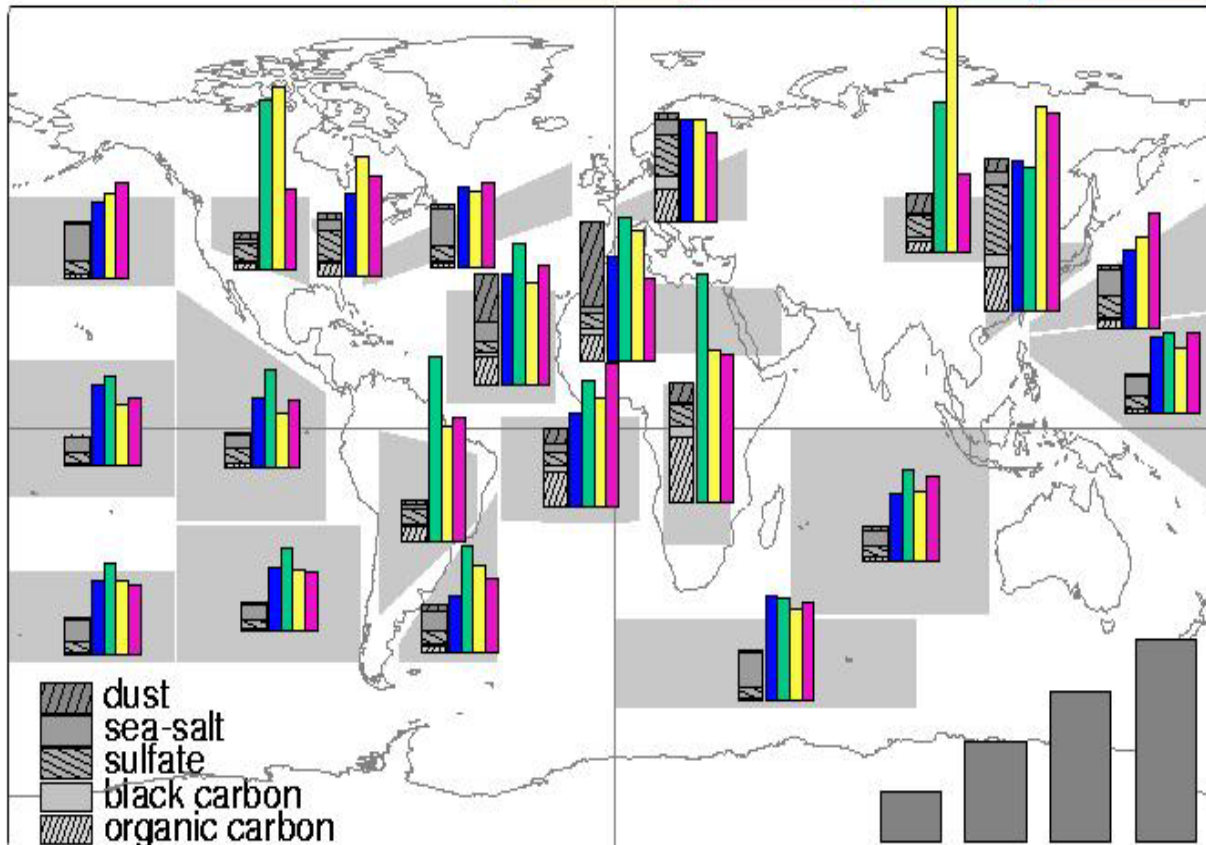 dust
sea-salt
sulfate
black carbon
organic carbon